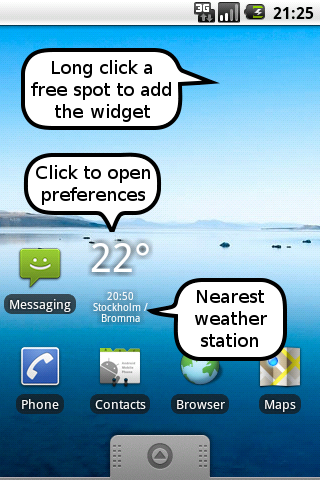 3G 21:25
Long click a
free spot to add
the widget
Click to open
preferences
22°
20:50
Stockholm /
Bromma
Nearest
weather
station
Messaging
Phone Contacts Browser Maps